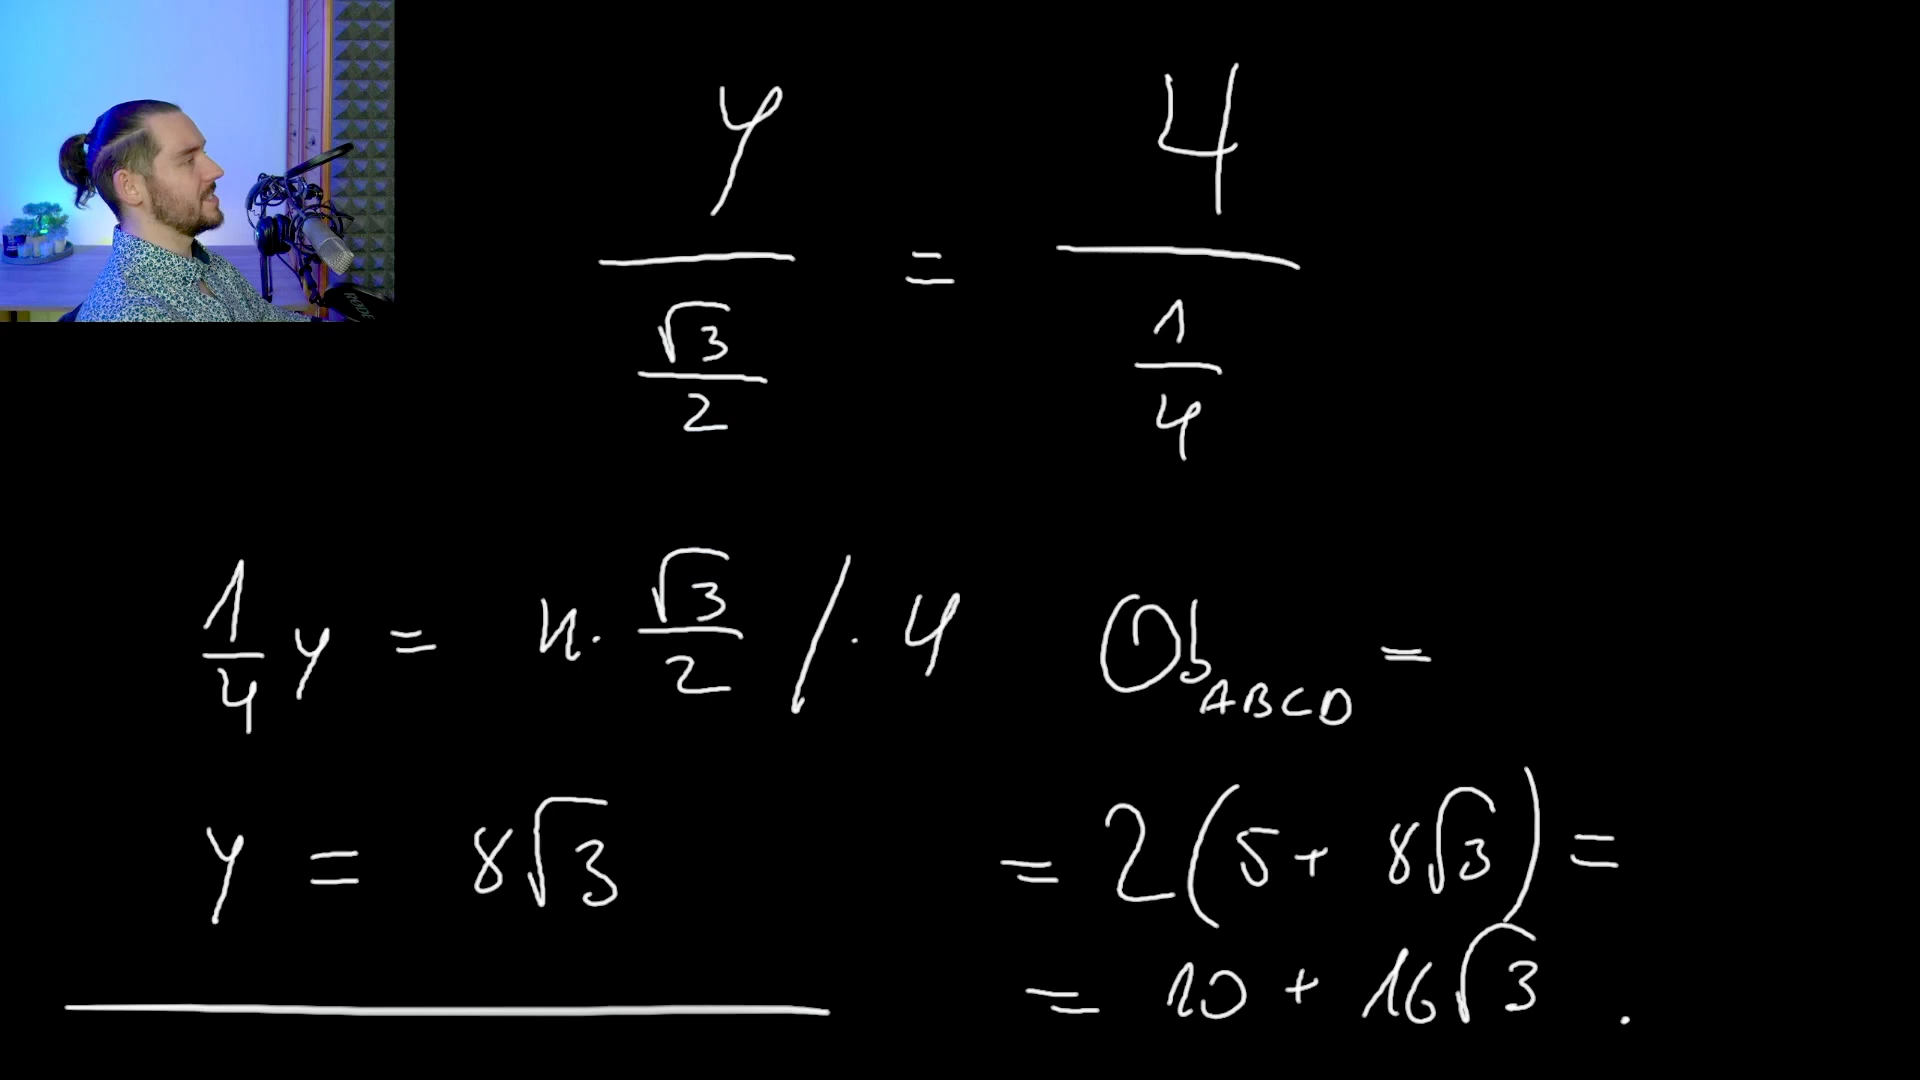 y/(√3/2) = 4/(1/4)
1/4 y = 4 · √3/2 / · 4
y = 8√3
Ob_ABCD =
= 2(5 + 8√3) =
= 10 + 16√3.
RODE